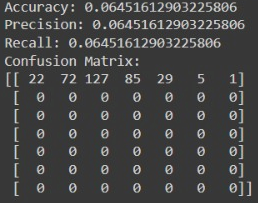 Accuracy: 0.06451612903225806
Precision: 0.06451612903225806
Recall: 0.06451612903225806
Confusion Matrix:
[[ 22 72 127 85 29 5 1]
[ 0 0 0 0 0 0 0]
[ 0 0 0 0 0 0 0]
[ 0 0 0 0 0 0 0]
[ 0 0 0 0 0 0 0]
[ 0 0 0 0 0 0 0]
[ 0 0 0 0 0 0 0]]